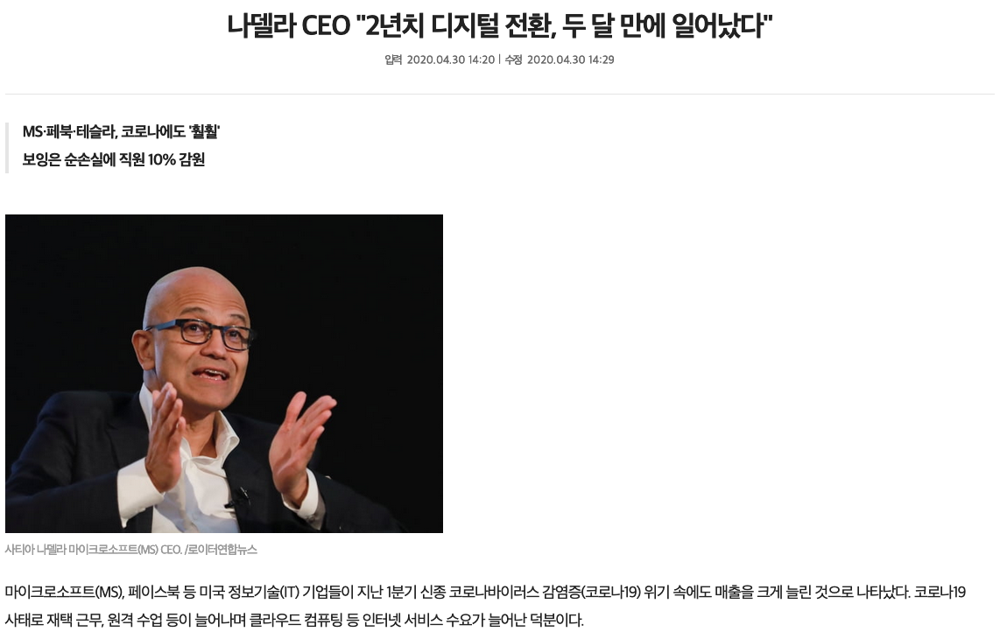 나델라 CEO "2년치 디지털 전환, 두 달 만에 일어났다"
입력 2020.04.30 14:20 | 수정 2020.04.30 14:29
MS·페북·테슬라, 코로나에도 '훨훨'
보잉은 순손실에 직원 10% 감원
사티아 나델라 마이크로소프트(MS) CEO. /로이터연합뉴스
마이크로소프트(MS), 페이스북 등 미국 정보기술(IT) 기업들이 지난 1분기 신종 코로나바이러스 감염증(코로나19) 위기 속에도 매출을 크게 늘린 것으로 나타났다. 코로나19
사태로 재택 근무, 원격 수업 등이 늘어나며 클라우드 컴퓨팅 등 인터넷 서비스 수요가 늘어난 덕분이다.